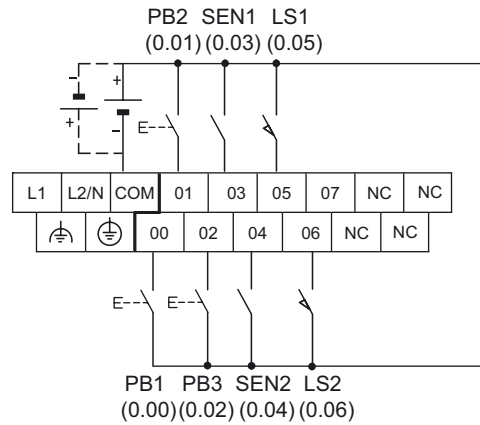 PB2 SEN1 LS1
(0.01) (0.03) (0.05)
- +
+ -
L1 L2/N COM 01 03 05 07 NC NC
00 02 04 06 NC NC
PB1 PB3 SEN2 LS2
(0.00) (0.02) (0.04) (0.06)